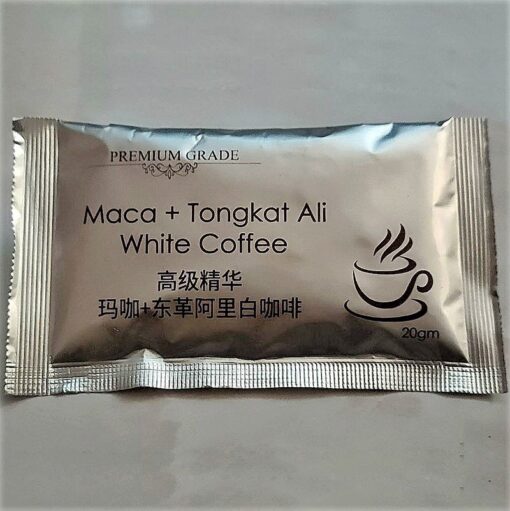 PREMIUM GRADE
Maca + Tongkat Ali
White Coffee
高级精华
玛咖+东革阿里白咖啡
20gm